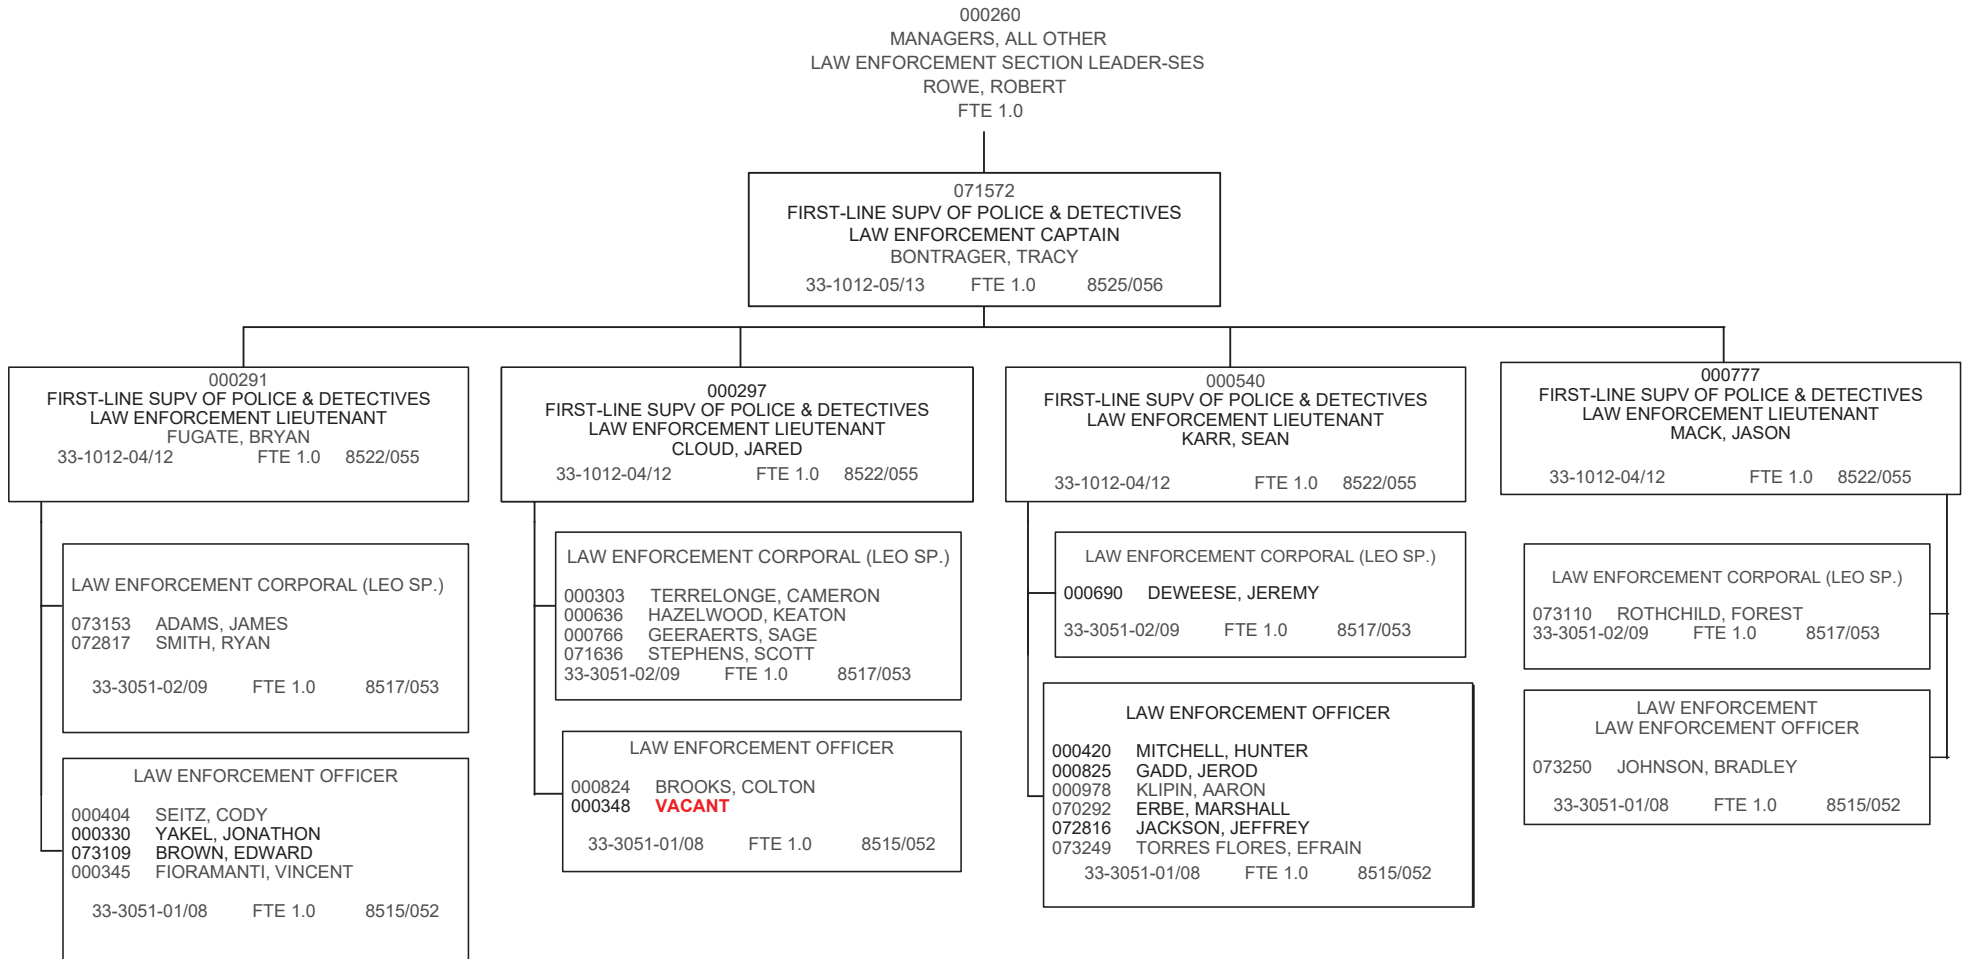 000260
MANAGERS, ALL OTHER
LAW ENFORCEMENT SECTION LEADER-SES
ROWE, ROBERT
FTE 1.0
071572
FIRST-LINE SUPV OF POLICE & DETECTIVES
LAW ENFORCEMENT CAPTAIN
BONTRAGER, TRACY
33-1012-05/13 FTE 1.0 8525/056
000291
FIRST-LINE SUPV OF POLICE & DETECTIVES
LAW ENFORCEMENT LIEUTENANT
FUGATE, BRYAN
33-1012-04/12 FTE 1.0 8522/055
LAW ENFORCEMENT CORPORAL (LEO SP.)
073153 ADAMS, JAMES
072817 SMITH, RYAN
33-3051-02/09 FTE 1.0 8517/053
LAW ENFORCEMENT OFFICER
000404 SEITZ, CODY
000330 YAKEL, JONATHON
073109 BROWN, EDWARD
000345 FIORAMANTI, VINCENT
33-3051-01/08 FTE 1.0 8515/052
000297
FIRST-LINE SUPV OF POLICE & DETECTIVES
LAW ENFORCEMENT LIEUTENANT
CLOUD, JARED
33-1012-04/12 FTE 1.0 8522/055
LAW ENFORCEMENT CORPORAL (LEO SP.)
000303 TERRELONGE, CAMERON
000636 HAZELWOOD, KEATON
000766 GEERAERTS, SAGE
071636 STEPHENS, SCOTT
33-3051-02/09 FTE 1.0 8517/053
LAW ENFORCEMENT OFFICER
000824 BROOKS, COLTON
000348 VACANT
33-3051-01/08 FTE 1.0 8515/052
000540
FIRST-LINE SUPV OF POLICE & DETECTIVES
LAW ENFORCEMENT LIEUTENANT
KARR, SEAN
33-1012-04/12 FTE 1.0 8522/055
LAW ENFORCEMENT CORPORAL (LEO SP.)
000690 DEWEESE, JEREMY
33-3051-02/09 FTE 1.0 8517/053
LAW ENFORCEMENT OFFICER
000420 MITCHELL, HUNTER
000825 GADD, JEROD
000978 KLIPIN, AARON
070292 ERBE, MARSHALL
072816 JACKSON, JEFFREY
073249 TORRES FLORES, EFRAIN
33-3051-01/08 FTE 1.0 8515/052
000777
FIRST-LINE SUPV OF POLICE & DETECTIVES
LAW ENFORCEMENT LIEUTENANT
MACK, JASON
33-1012-04/12 FTE 1.0 8522/055
LAW ENFORCEMENT CORPORAL (LEO SP.)
073110 ROTHCHILD, FOREST
33-3051-02/09 FTE 1.0 8517/053
LAW ENFORCEMENT
LAW ENFORCEMENT OFFICER
073250 JOHNSON, BRADLEY
33-3051-01/08 FTE 1.0 8515/052